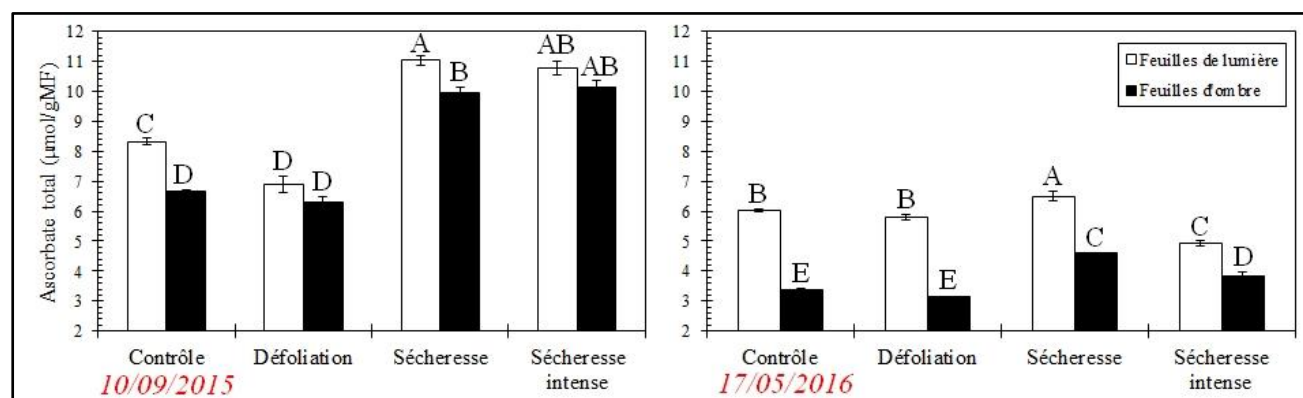 Ascorbate total (µmol/gMF)
12
11
10
9
8
7
6
5
4
3
2
C
D
D
D
A
B
AB
AB
Contrôle
Défoliation
Sécheresse
Sécheresse
intense
10/09/2015
12
11
10
9
8
7
6
5
4
3
2
B
E
B
E
A
C
C
D
Feuilles de lumière
Feuilles d'ombre
Contrôle
Défoliation
Sécheresse
Sécheresse
intense
17/05/2016